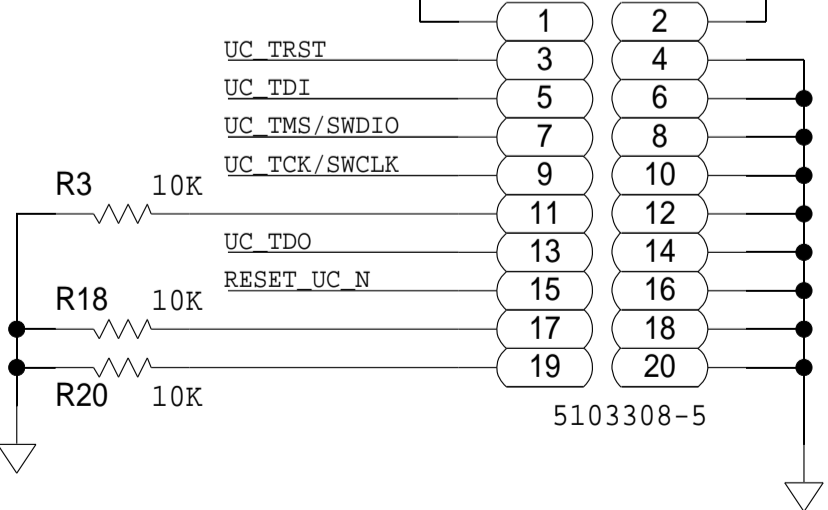 1 2
UC_TRST 3 4
UC_TDI 5 6
UC_TMS/SWDIO 7 8
UC_TCK/SWCLK 9 10
R3 10K 11 12
UC_TDO 13 14
RESET_UC_N 15 16
R18 10K 17 18
19 20
R20 10K
5103308-5